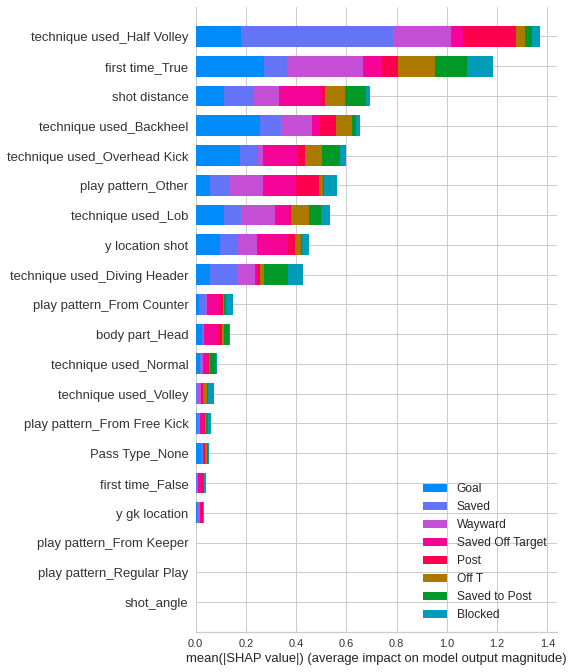 technique used_Half Volley
first time_True
shot distance
technique used_Backheel
technique used_Overhead Kick
play pattern_Other
technique used_Lob
y location shot
technique used_Diving Header
play pattern_From Counter
body part_Head
technique used_Normal
technique used_Volley
play pattern_From Free Kick
Pass Type_None
first time_False
y gk location
play pattern_From Keeper
play pattern_Regular Play
shot_angle
Goal
Saved
Wayward
Saved Off Target
Post
Off T
Saved to Post
Blocked
0.0 0.2 0.4 0.6 0.8 1.0 1.2 1.4
mean(|SHAP value|) (average impact on model output magnitude)